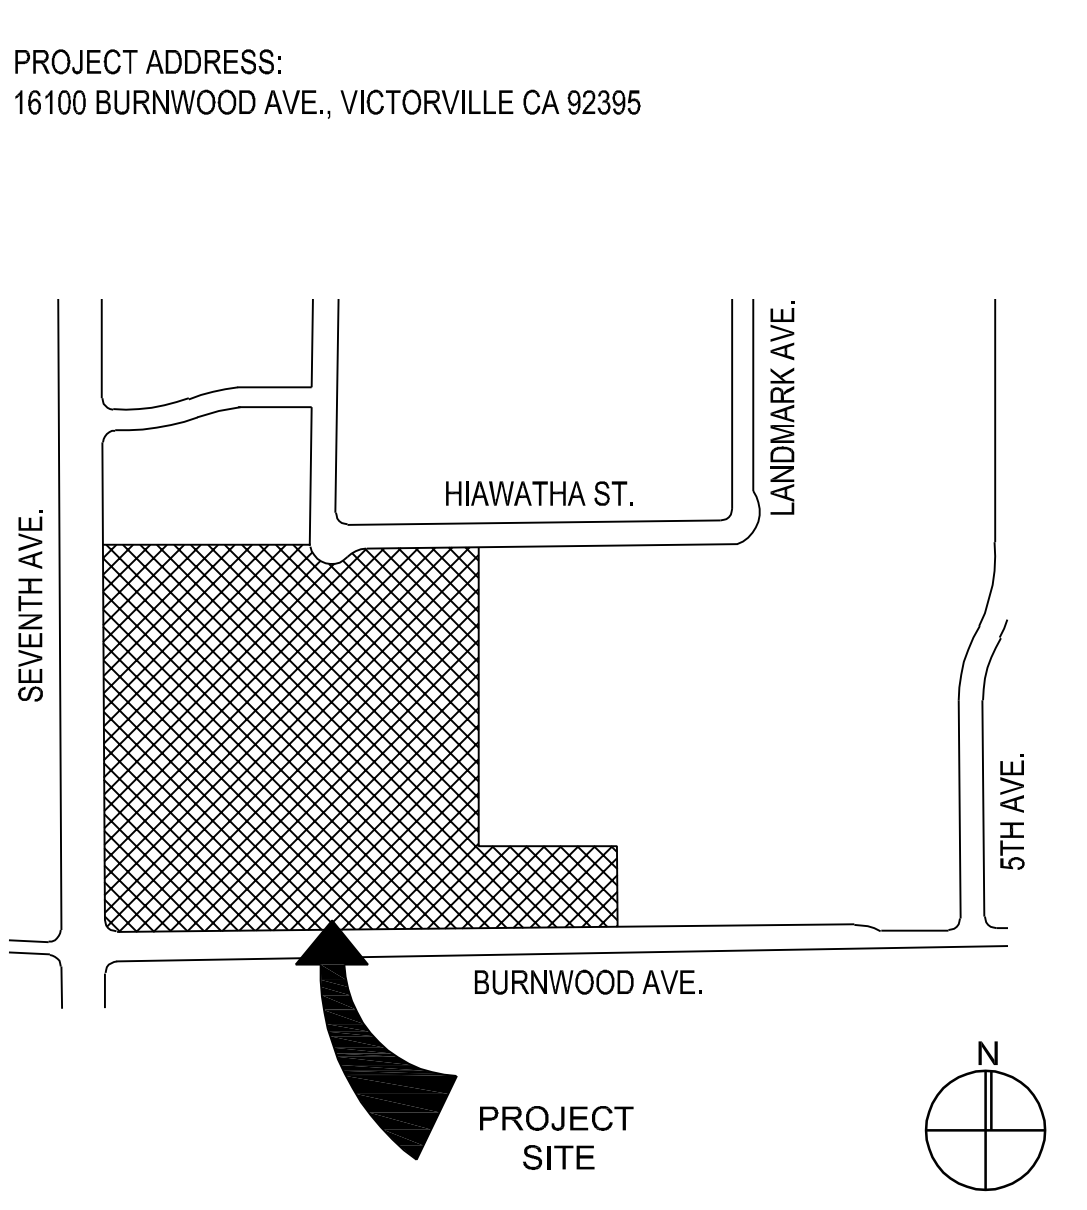 PROJECT ADDRESS:
16100 BURNWOOD AVE., VICTORVILLE CA 92395
LANDMARK AVE.
HIAWATHA ST.
SEVENTH AVE.
5TH AVE.
BURNWOOD AVE.
N
PROJECT
SITE